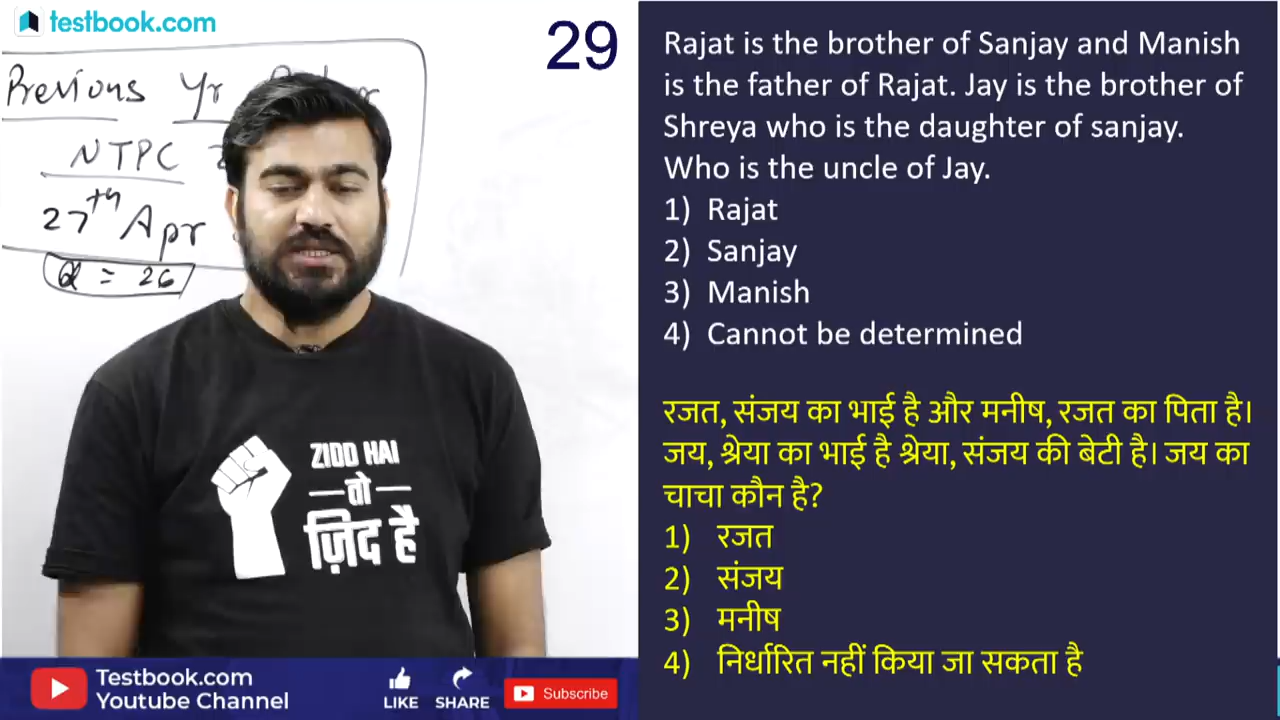 testbook.com
Previous Yr
NTPC
27th Apr
Q = 26
ZIDD HAI
तो
ज़िद है
29
Rajat is the brother of Sanjay and Manish
is the father of Rajat. Jay is the brother of
Shreya who is the daughter of sanjay.
Who is the uncle of Jay.
1) Rajat
2) Sanjay
3) Manish
4) Cannot be determined
रजत, संजय का भाई है और मनीष, रजत का पिता है।
जय, श्रेया का भाई है श्रेया, संजय की बेटी है। जय का
चाचा कौन है?
1) रजत
2) संजय
3) मनीष
4) निर्धारित नहीं किया जा सकता है
Testbook.com
Youtube Channel
LIKE
SHARE
Subscribe